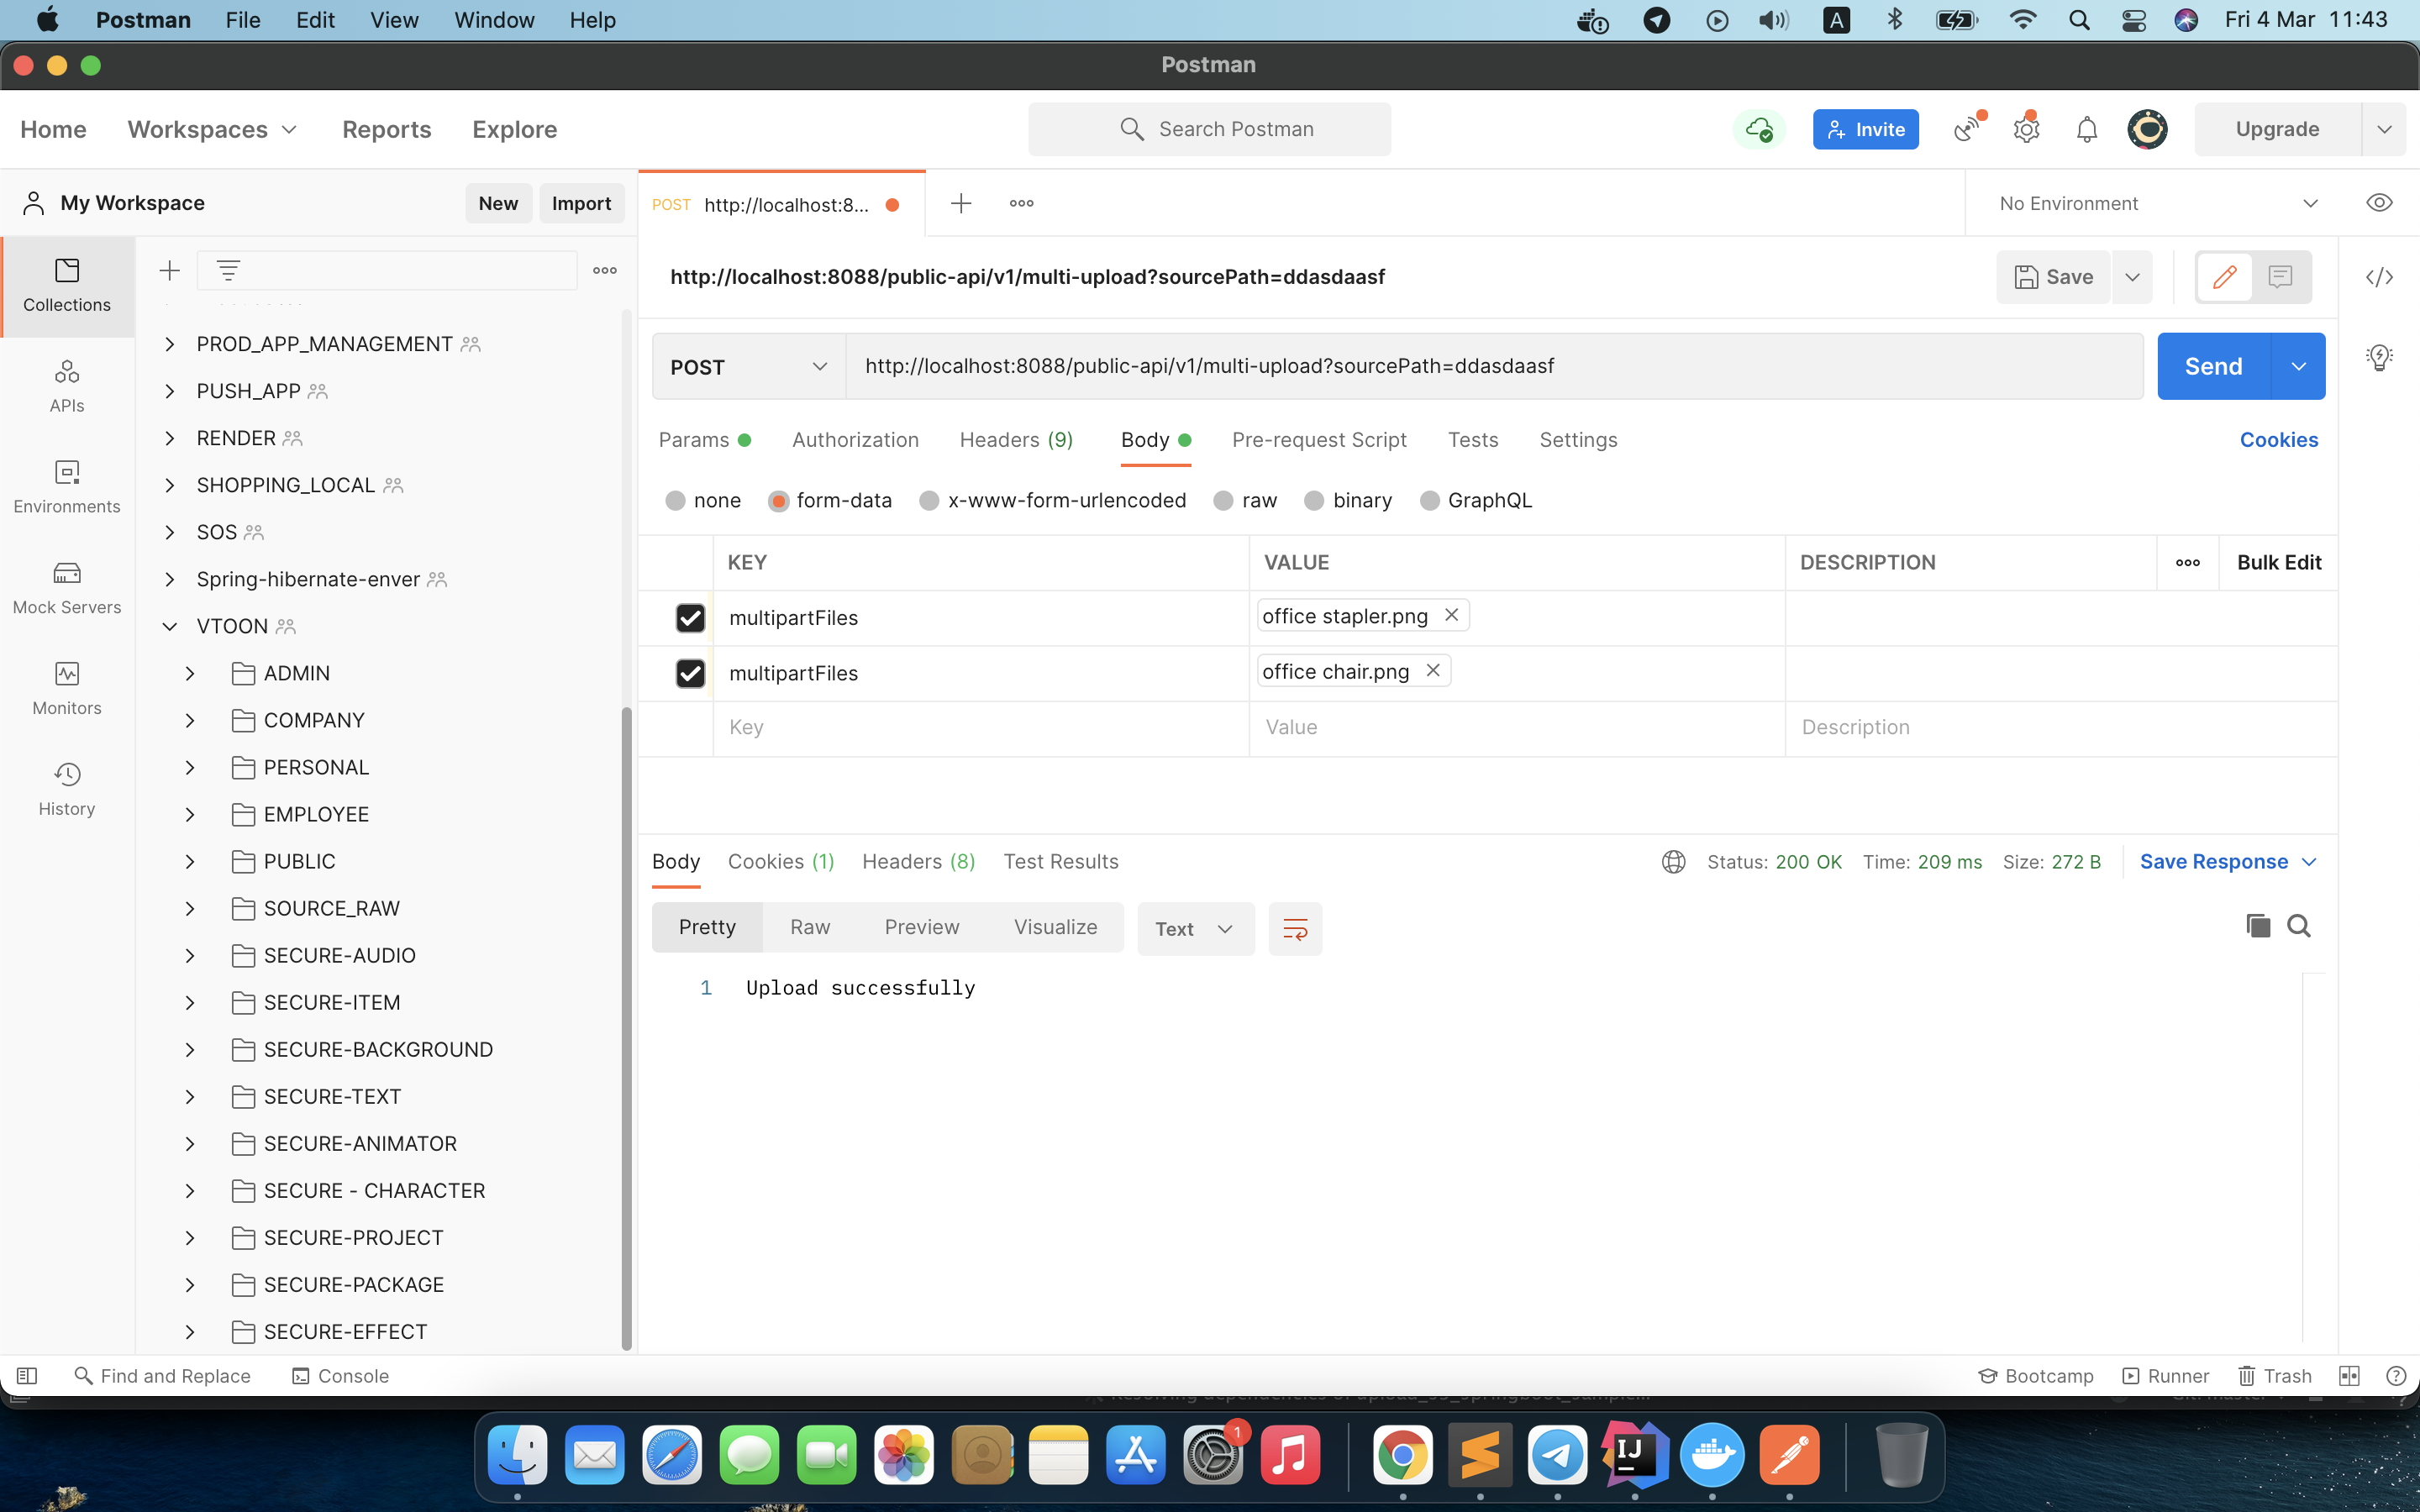 Postman File Edit View Window Help
A
Fri 4 Mar 11:43
Postman
Home Workspaces Reports Explore
Search Postman
Invite
Upgrade
My Workspace
New Import
POST http://localhost:8...
No Environment
Collections
http://localhost:8088/public-api/v1/multi-upload?sourcePath=ddasdaasf
Save
PROD_APP_MANAGEMENT
POST http://localhost:8088/public-api/v1/multi-upload?sourcePath=ddasdaasf
Send
APIs
PUSH_APP
RENDER
Params Authorization Headers (9) Body Pre-request Script Tests Settings
Cookies
SHOPPING_LOCAL
Environments
none form-data x-www-form-urlencoded raw binary GraphQL
SOS
KEY VALUE DESCRIPTION Bulk Edit
Spring-hibernate-enver
Mock Servers
multipartFiles office stapler.png
VTOON
ADMIN
multipartFiles office chair.png
Monitors
COMPANY
Key Value Description
PERSONAL
History
EMPLOYEE
PUBLIC
Body Cookies (1) Headers (8) Test Results
Status: 200 OK Time: 209 ms Size: 272 B Save Response
SOURCE_RAW
Pretty Raw Preview Visualize Text
SECURE-AUDIO
1 Upload successfully
SECURE-ITEM
SECURE-BACKGROUND
SECURE-TEXT
SECURE-ANIMATOR
SECURE - CHARACTER
SECURE-PROJECT
SECURE-PACKAGE
SECURE-EFFECT
Find and Replace Console
Bootcamp Runner Trash
1
IJ